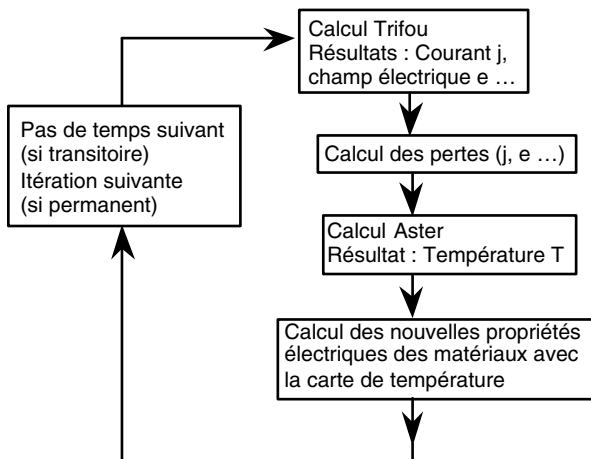 Calcul Trifou
Résultats : Courant j,
champ électrique e ...
Pas de temps suivant
(si transitoire)
Itération suivante
(si permanent)
Calcul des pertes (j, e ...)
Calcul Aster
Résultat : Température T
Calcul des nouvelles propriétés
électriques des matériaux avec
la carte de température